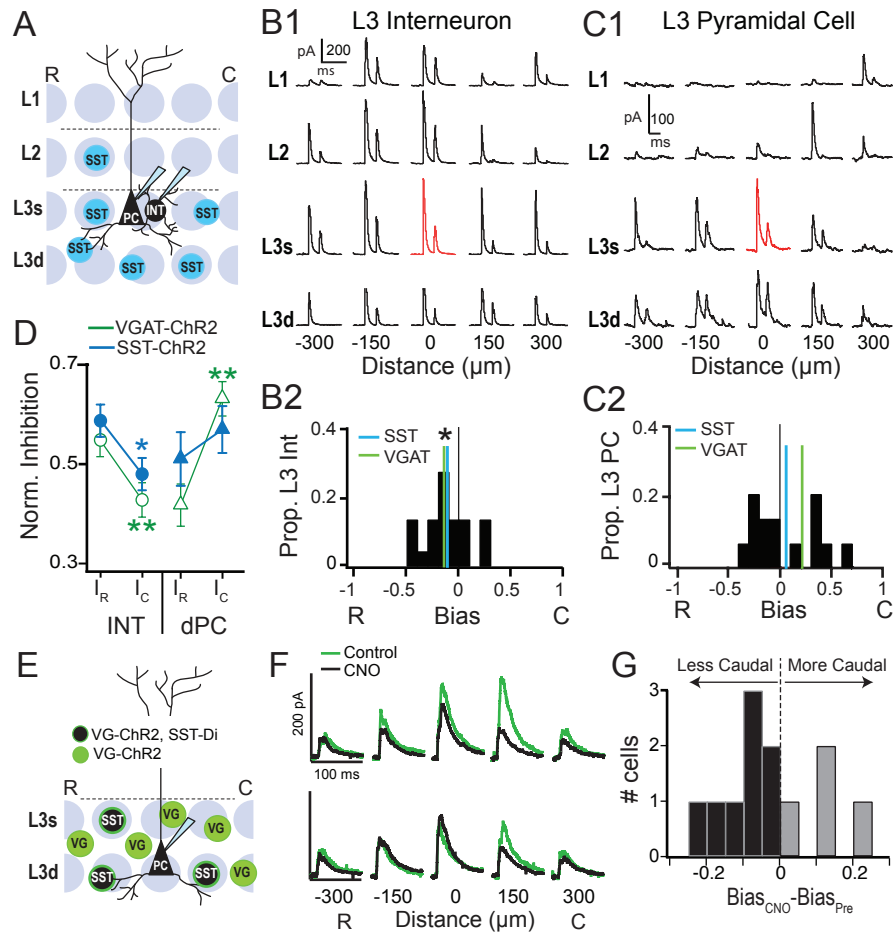 A
R
C
L1
L2
SST
L3s
SST
PC
INT
SST
SST
L3d
SST
SST
B1
L3 Interneuron
pA
200
ms
L1
L2
L3s
L3d
-300
-150
0
150
300
Distance (µm)
C1
L3 Pyramidal Cell
L1
pA
100
ms
L2
L3s
L3d
-300
-150
0
150
300
Distance (µm)
D
VGAT-ChR2
SST-ChR2
Norm. Inhibition
0.7
0.5
0.3
**
*
**
I_R
I_C
I_R
I_C
INT
dPC
B2
SST
VGAT
*
Prop. L3 Int
0.4
0.2
0
-1
-0.5
0
0.5
1
R
Bias
C
C2
SST
VGAT
Prop. L3 PC
0.4
0.2
0
-1
-0.5
0
0.5
1
R
Bias
C
E
VG-ChR2, SST-Di
VG-ChR2
R
C
L3s
SST
VG
VG
VG
VG
PC
L3d
SST
SST
VG
F
Control
CNO
200 pA
100 ms
-300
-150
0
150
300
R
Distance (µm)
C
G
Less Caudal
More Caudal
# cells
3
2
1
0
-0.2
0
0.2
Bias_CNO-Bias_Pre